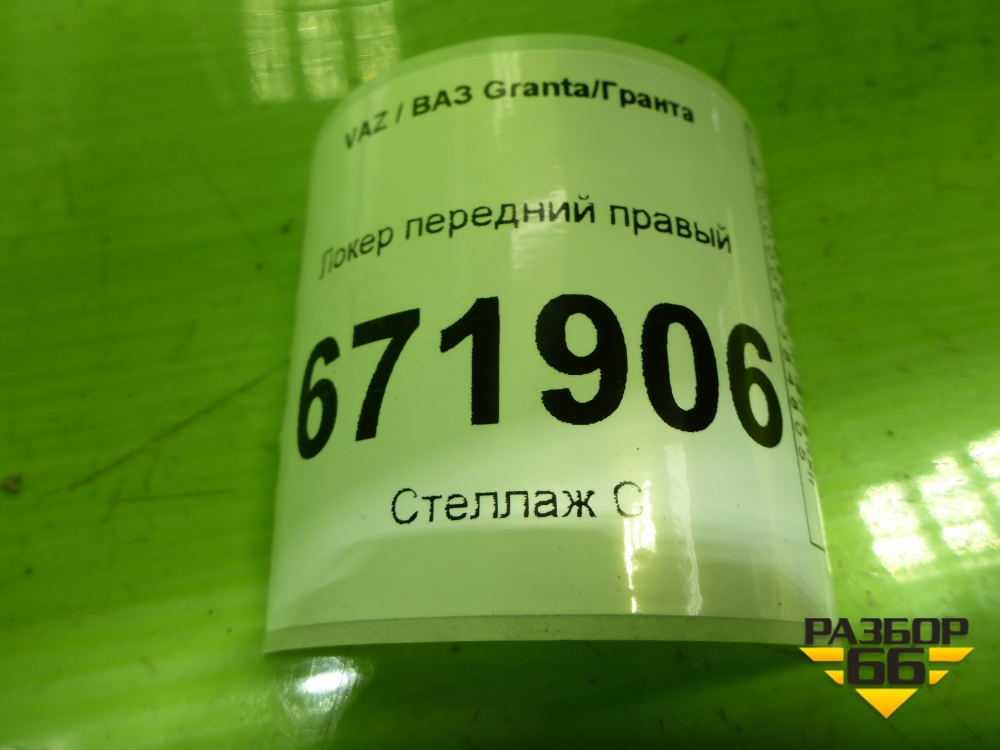 VAZ / ВАЗ Granta/Гранта
Локер передний правый
671906
Стеллаж С
РАЗБОР
66